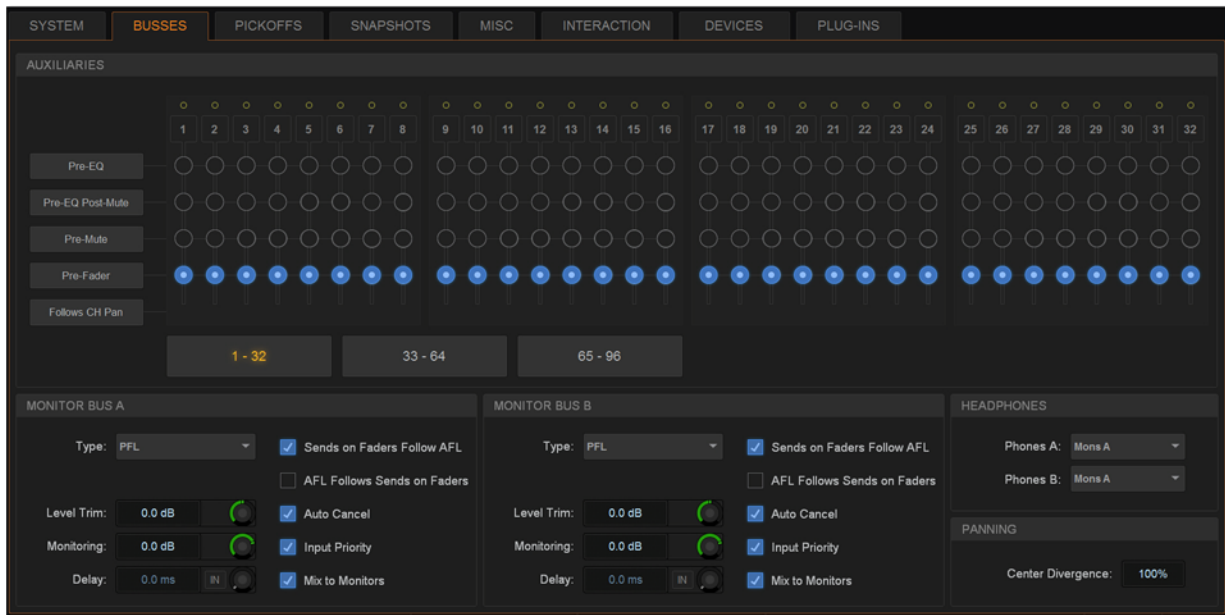 SYSTEM BUSSES PICKOFFS SNAPSHOTS MISC INTERACTION DEVICES PLUG-INS
AUXILIARIES
1 2 3 4 5 6 7 8 9 10 11 12 13 14 15 16 17 18 19 20 21 22 23 24 25 26 27 28 29 30 31 32
Pre-EQ
Pre-EQ Post-Mute
Pre-Mute
Pre-Fader
Follows CH Pan
1 - 32 33 - 64 65 - 96
MONITOR BUS A
Type: PFL Sends on Faders Follow AFL
AFL Follows Sends on Faders
Level Trim: 0.0 dB Auto Cancel
Monitoring: 0.0 dB Input Priority
Delay: 0.0 ms IN Mix to Monitors
MONITOR BUS B
Type: PFL Sends on Faders Follow AFL
AFL Follows Sends on Faders
Level Trim: 0.0 dB Auto Cancel
Monitoring: 0.0 dB Input Priority
Delay: 0.0 ms IN Mix to Monitors
HEADPHONES
Phones A: Mons A
Phones B: Mons A
PANNING
Center Divergence: 100%